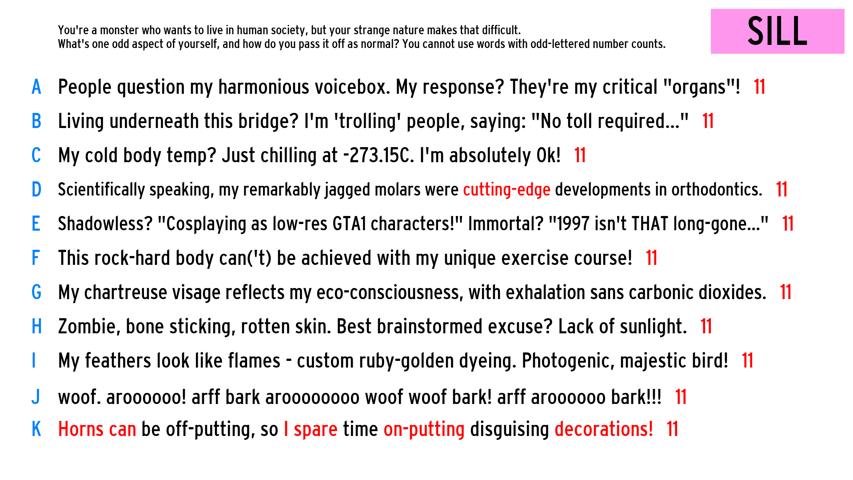 You're a monster who wants to live in human society, but your strange nature makes that difficult.
What's one odd aspect of yourself, and how do you pass it off as normal? You cannot use words with odd-lettered number counts.
SILL
A People question my harmonious voicebox. My response? They're my critical "organs"! 11
B Living underneath this bridge? I'm 'trolling' people, saying: "No toll required..." 11
C My cold body temp? Just chilling at -273.15C. I'm absolutely 0k! 11
D Scientifically speaking, my remarkably jagged molars were cutting-edge developments in orthodontics. 11
E Shadowless? "Cosplaying as low-res GTA1 characters!" Immortal? "1997 isn't THAT long-gone..." 11
F This rock-hard body can('t) be achieved with my unique exercise course! 11
G My chartreuse visage reflects my eco-consciousness, with exhalation sans carbonic dioxides. 11
H Zombie, bone sticking, rotten skin. Best brainstormed excuse? Lack of sunlight. 11
I My feathers look like flames - custom ruby-golden dyeing. Photogenic, majestic bird! 11
J woof. aroooooo! arff bark aroooooooo woof woof bark! arff aroooooo bark!!! 11
K Horns can be off-putting, so I spare time on-putting disguising decorations! 11